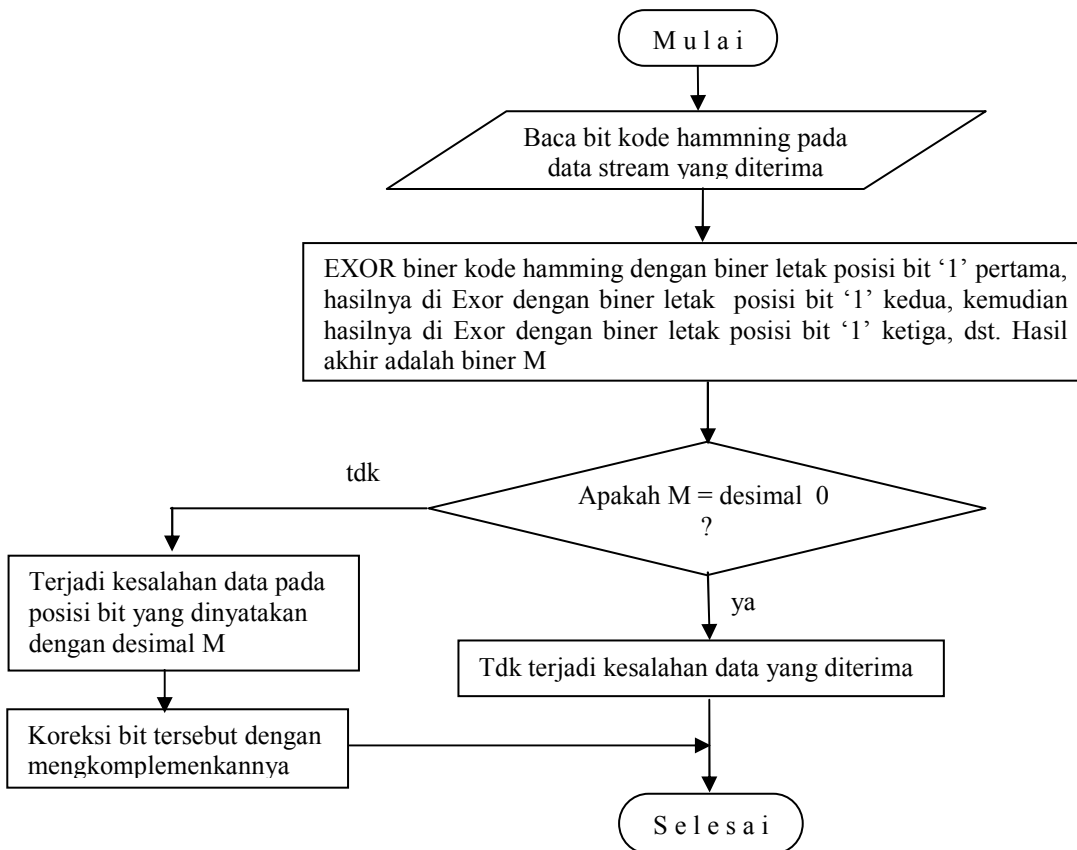 M u l a i
Baca bit kode hammning pada
data stream yang diterima
EXOR biner kode hamming dengan biner letak posisi bit ‘1’ pertama,
hasilnya di Exor dengan biner letak posisi bit ‘1’ kedua, kemudian
hasilnya di Exor dengan biner letak posisi bit ‘1’ ketiga, dst. Hasil
akhir adalah biner M
tdk
Apakah M = desimal 0
?
Terjadi kesalahan data pada
posisi bit yang dinyatakan
dengan desimal M
ya
Tdk terjadi kesalahan data yang diterima
Koreksi bit tersebut dengan
mengkomplemenkannya
S e l e s a i